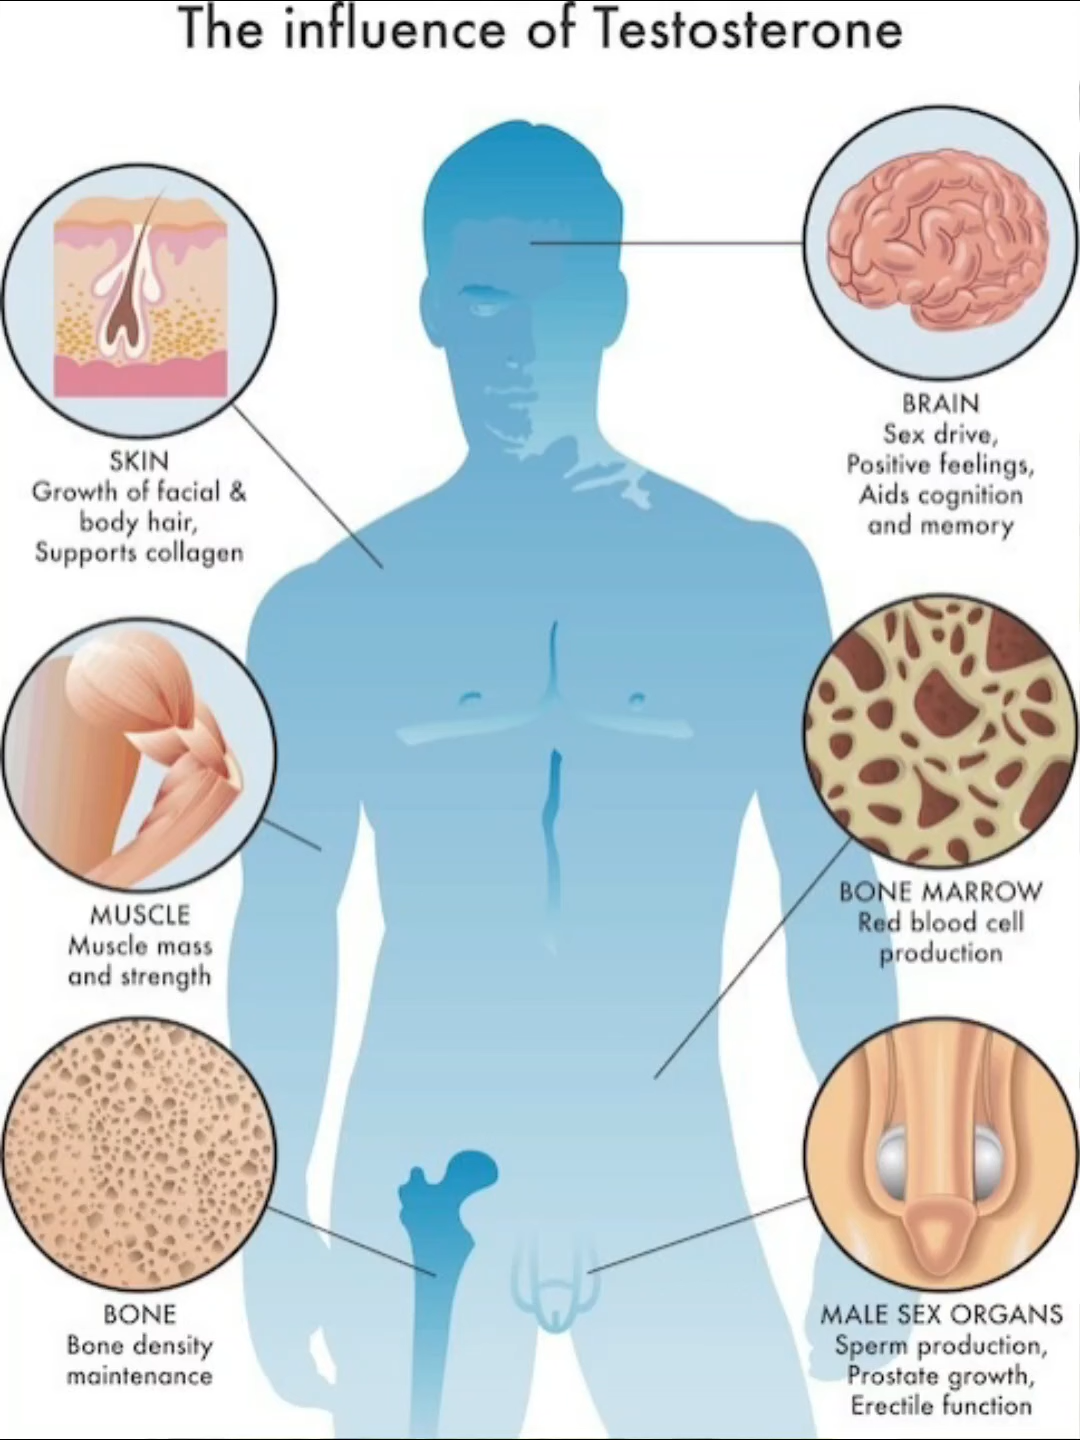 The influence of Testosterone
SKIN
Growth of facial &
body hair,
Supports collagen
MUSCLE
Muscle mass
and strength
BONE
Bone density
maintenance
BRAIN
Sex drive,
Positive feelings,
Aids cognition
and memory
BONE MARROW
Red blood cell
production
MALE SEX ORGANS
Sperm production,
Prostate growth,
Erectile function